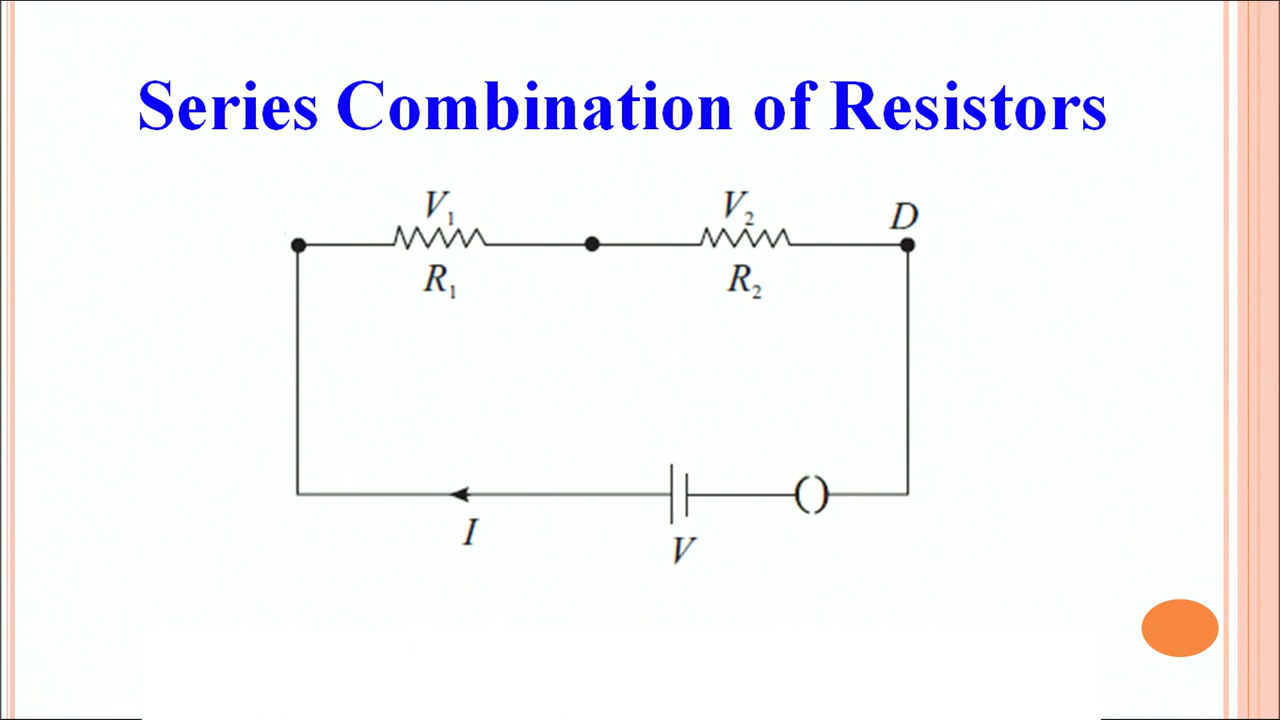 Series Combination of Resistors
V₁ V₂ D
R₁ R₂
( )
I V